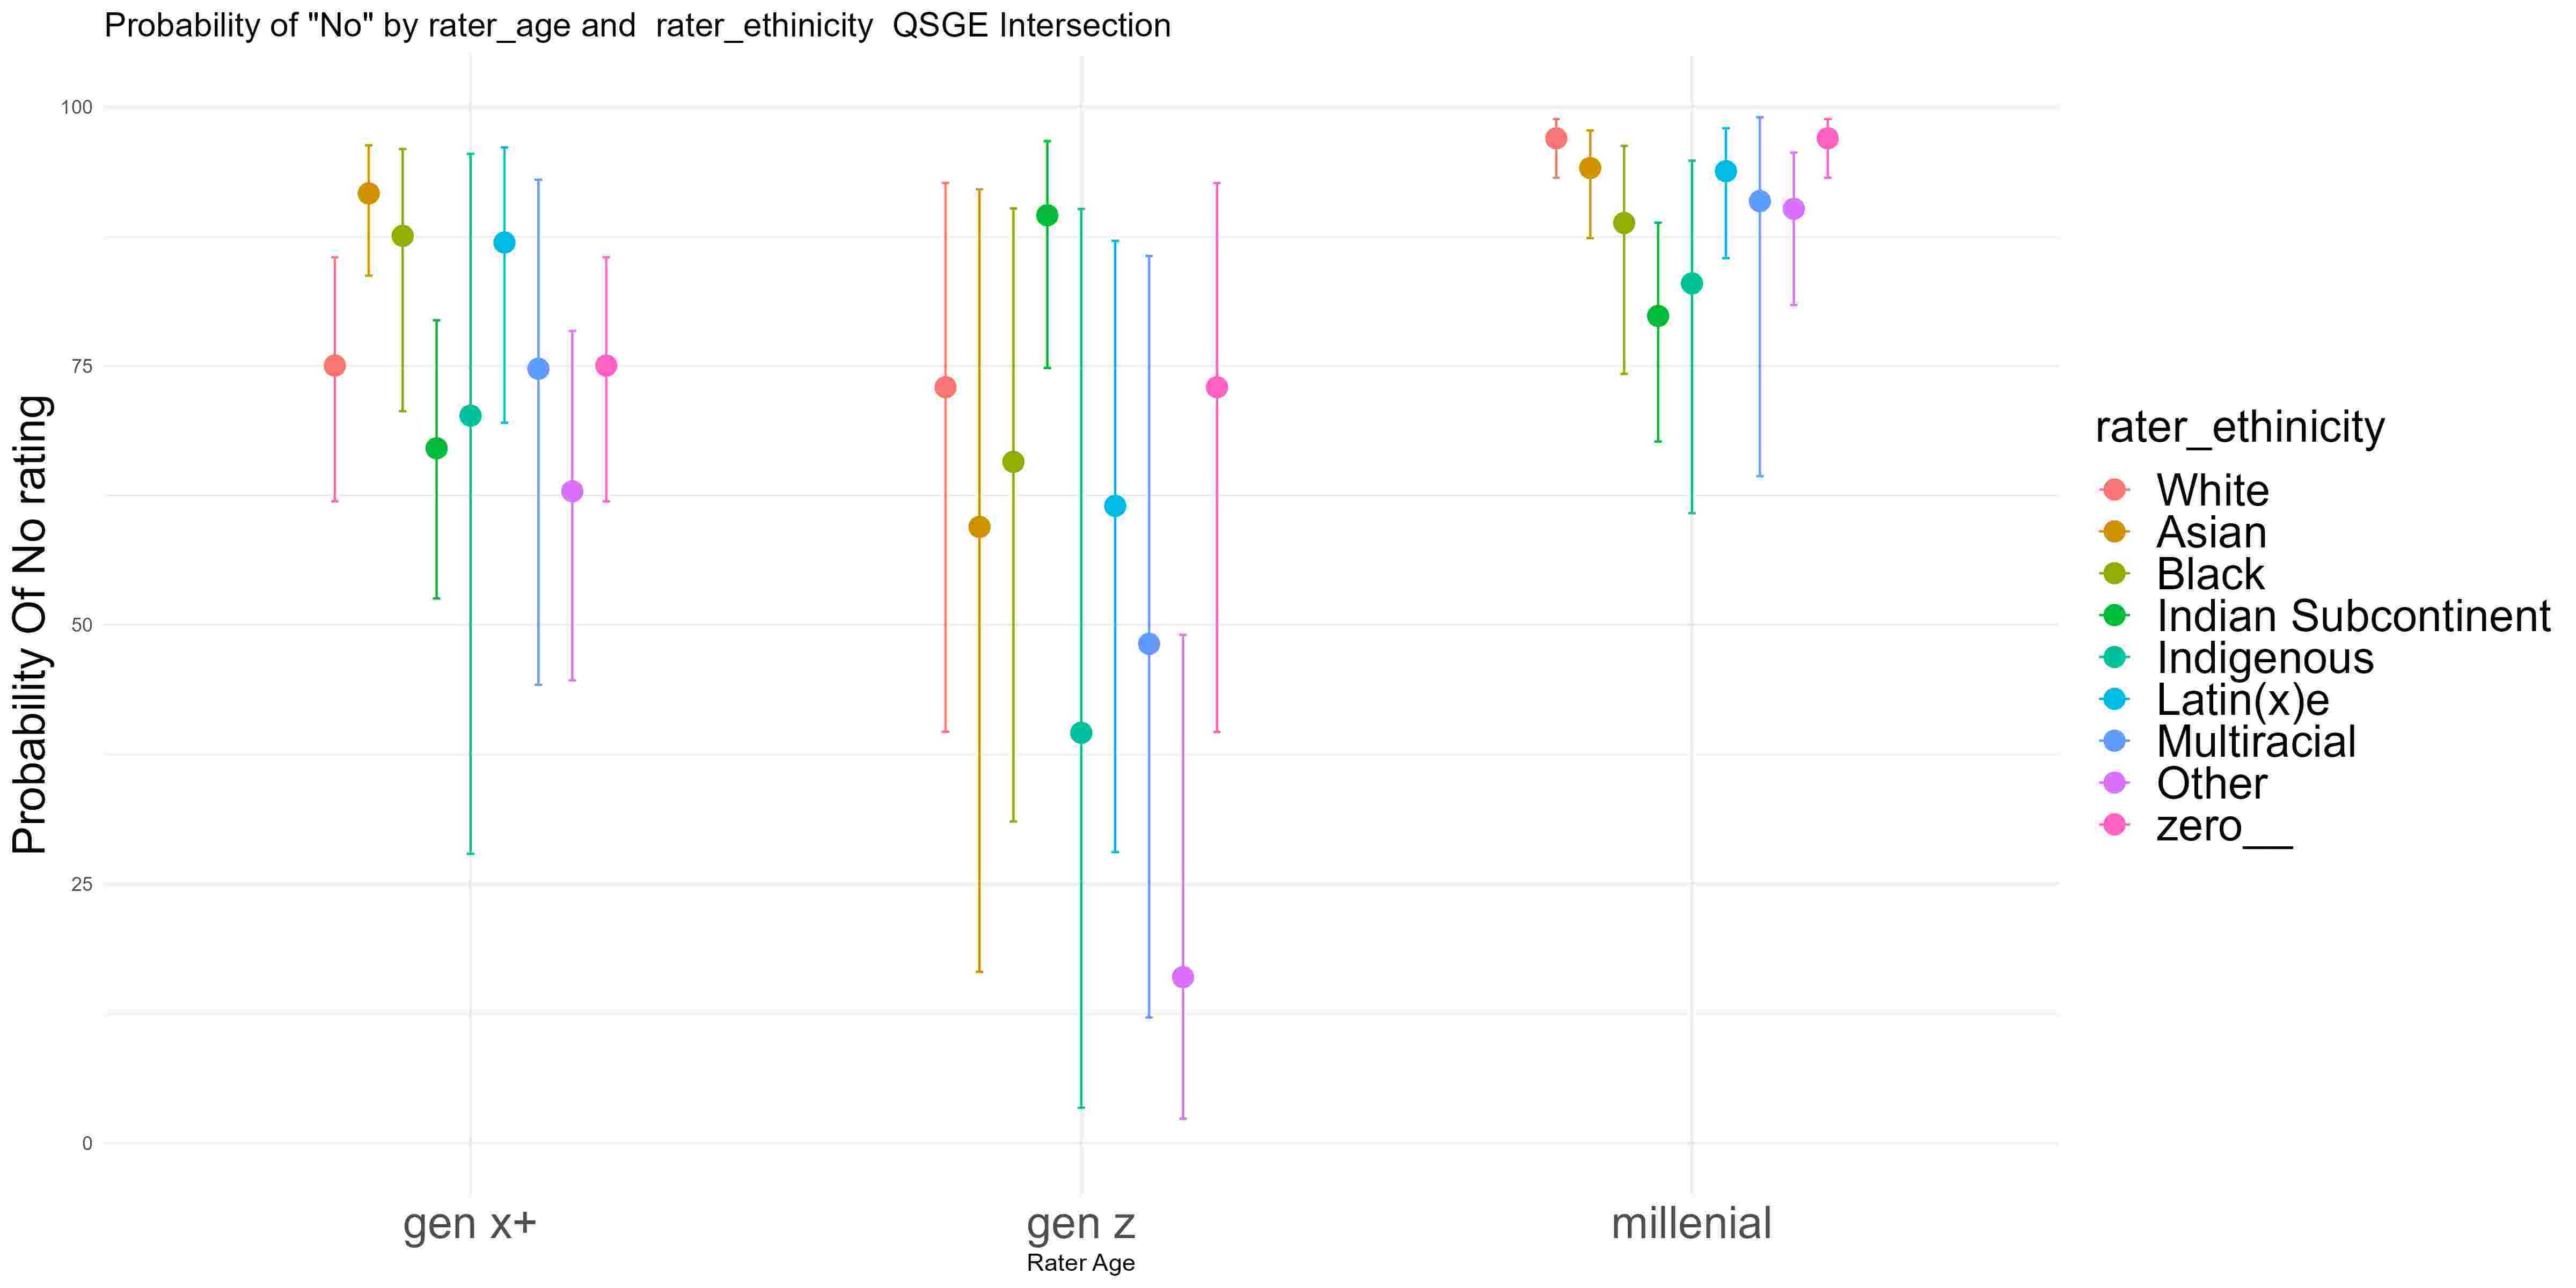 Probability of "No" by rater_age and  rater_ethinicity  QSGE Intersection
Probability Of No rating
100
75
50
25
0
gen x+
gen z
millenial
Rater Age
rater_ethinicity
White
Asian
Black
Indian Subcontinent
Indigenous
Latin(x)e
Multiracial
Other
zero__